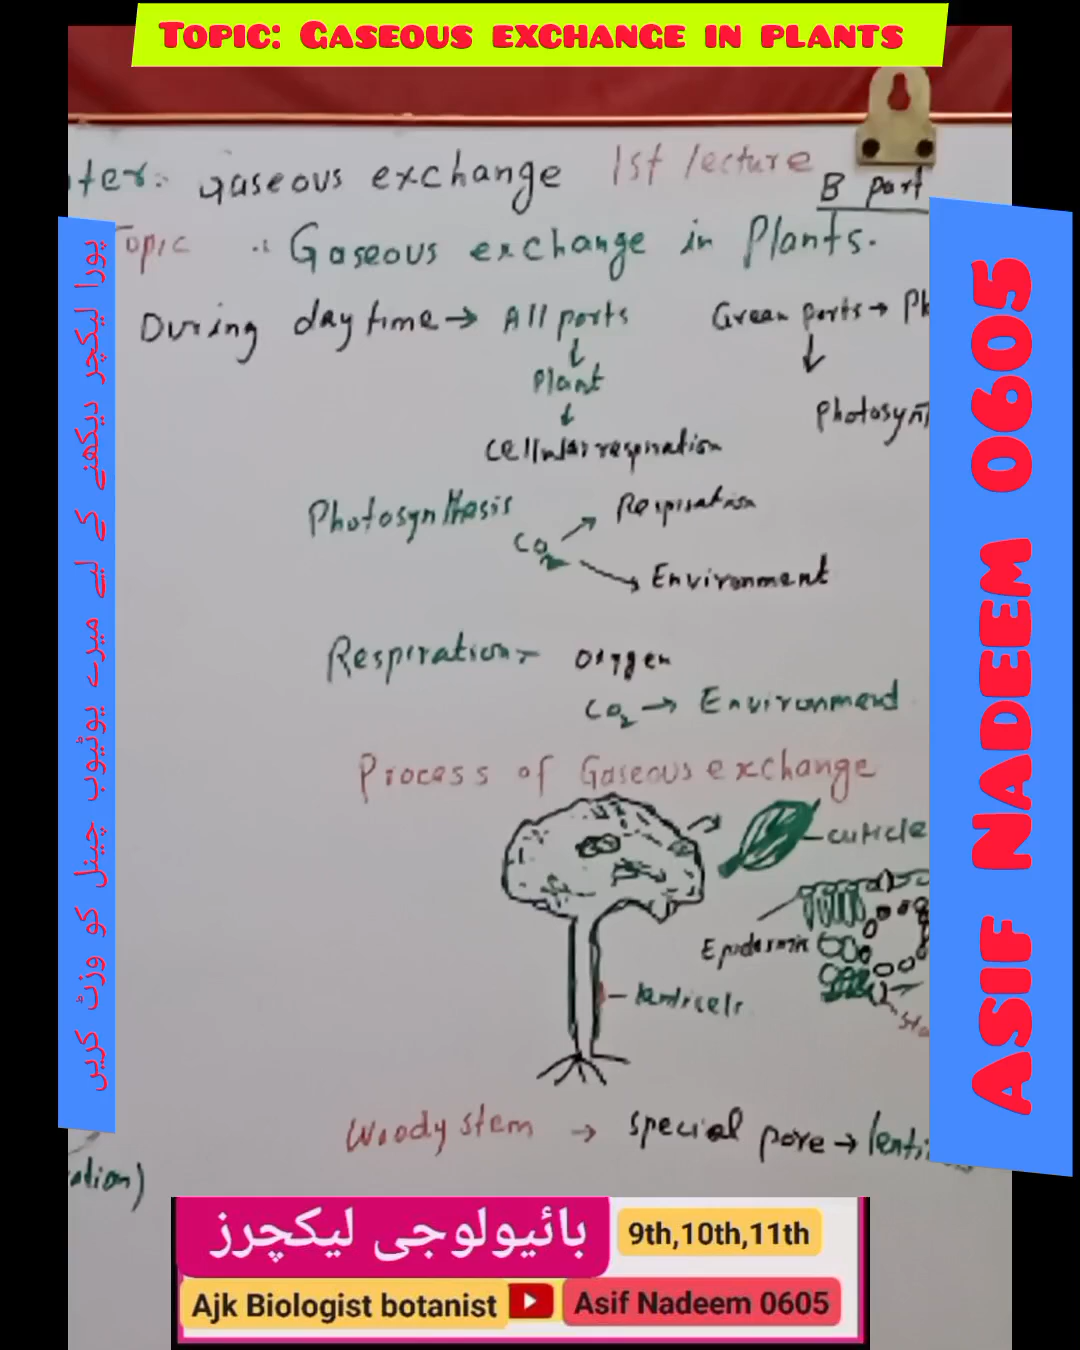 Topic: Gaseous exchange in plants
ter:- Gaseous exchange 1st lecture
B part
Topic :- Gaseous exchange in Plants.
During day time → All parts
Green parts → Ph
↓
↓
Plant
Photosyn
↓
Cellular respiration
Photosynthesis
CO2
Respiration
Environment
Respiration → Oxygen
CO2 → Environment
Process of Gaseous exchange
cuticle
Epidermis
lenticels
Sto
Woody stem → special pore → lenti
ation)
پورا لیکچر دیکھنے کے لیے میرے یوٹیوب چینل کو وزٹ کریں
ASIF NADEEM 0605
بائیولوجی لیکچرز
9th,10th,11th
Ajk Biologist botanist
Asif Nadeem 0605